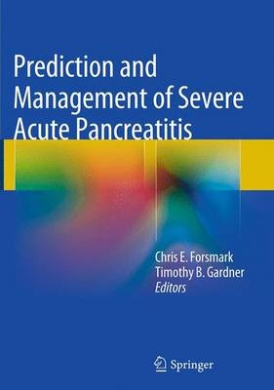 Prediction and
Management of Severe
Acute Pancreatitis
Chris E. Forsmark
Timothy B. Gardner
Editors
Springer